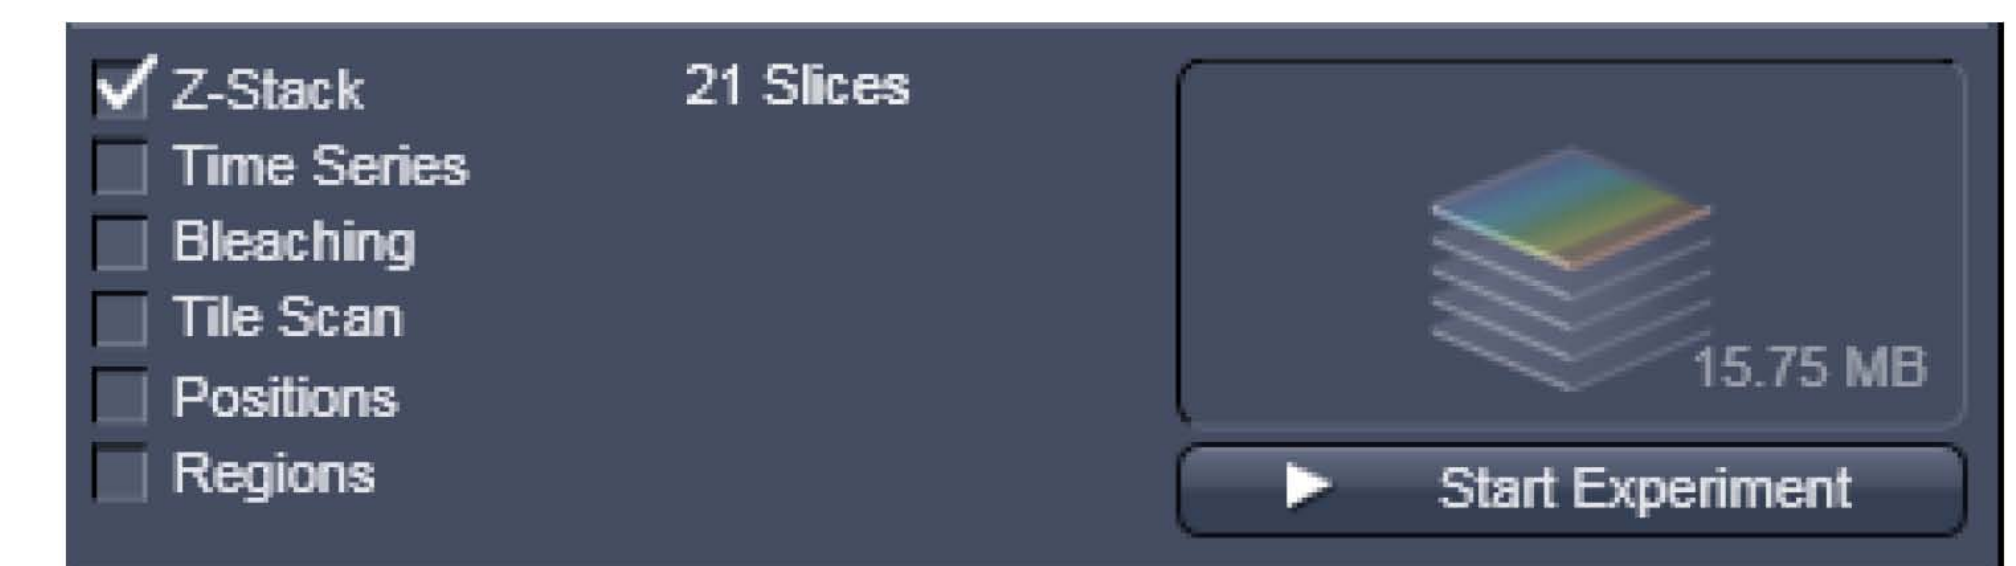 Z-Stack 21 Slices
Time Series
Bleaching
Tile Scan
Positions
Regions
15.75 MB
Start Experiment